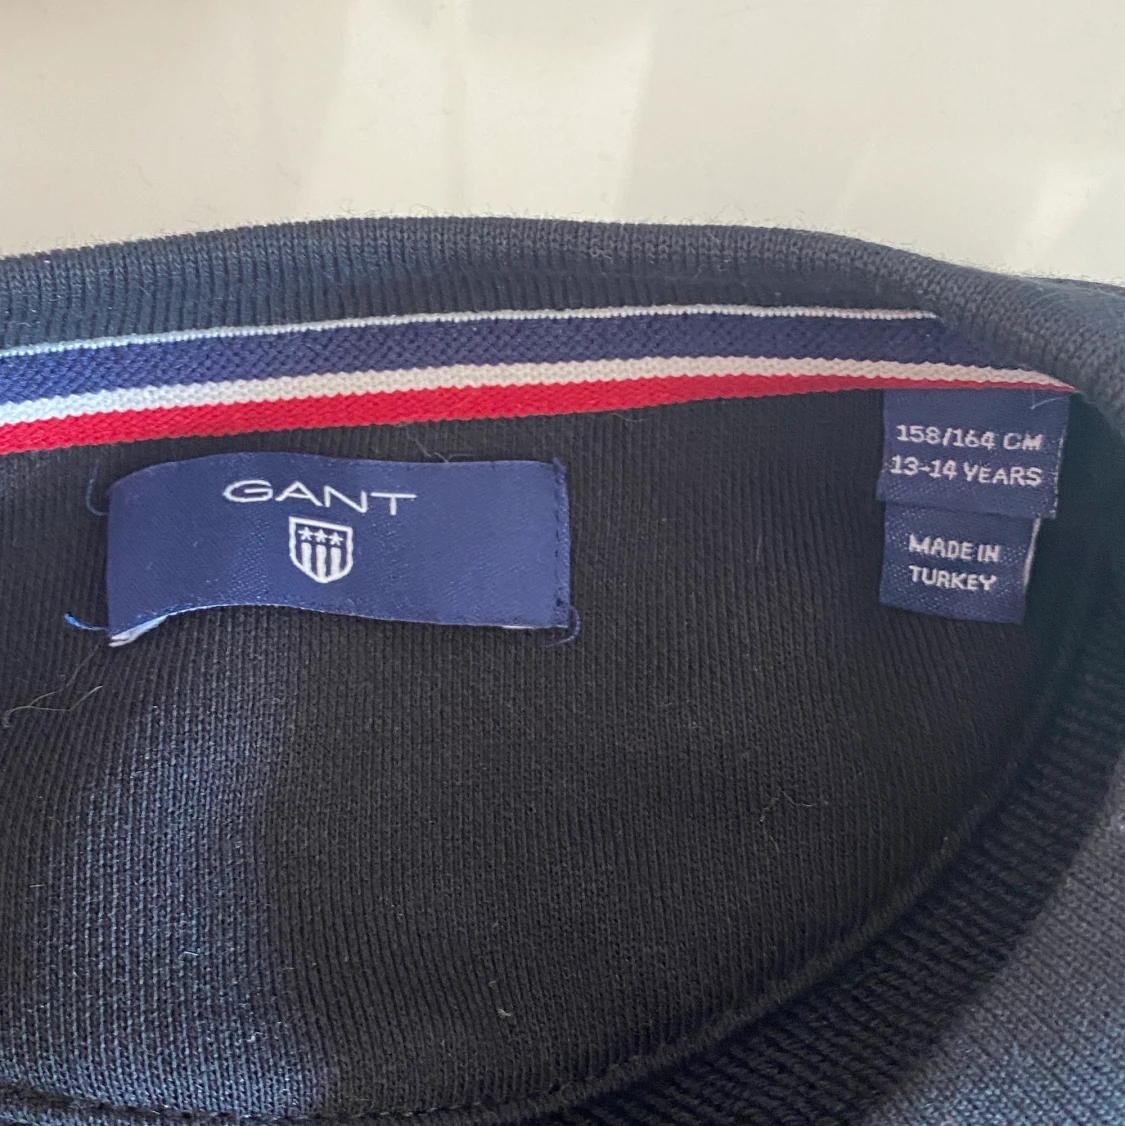 GANT
158/164 CM
13-14 YEARS
MADE IN
TURKEY